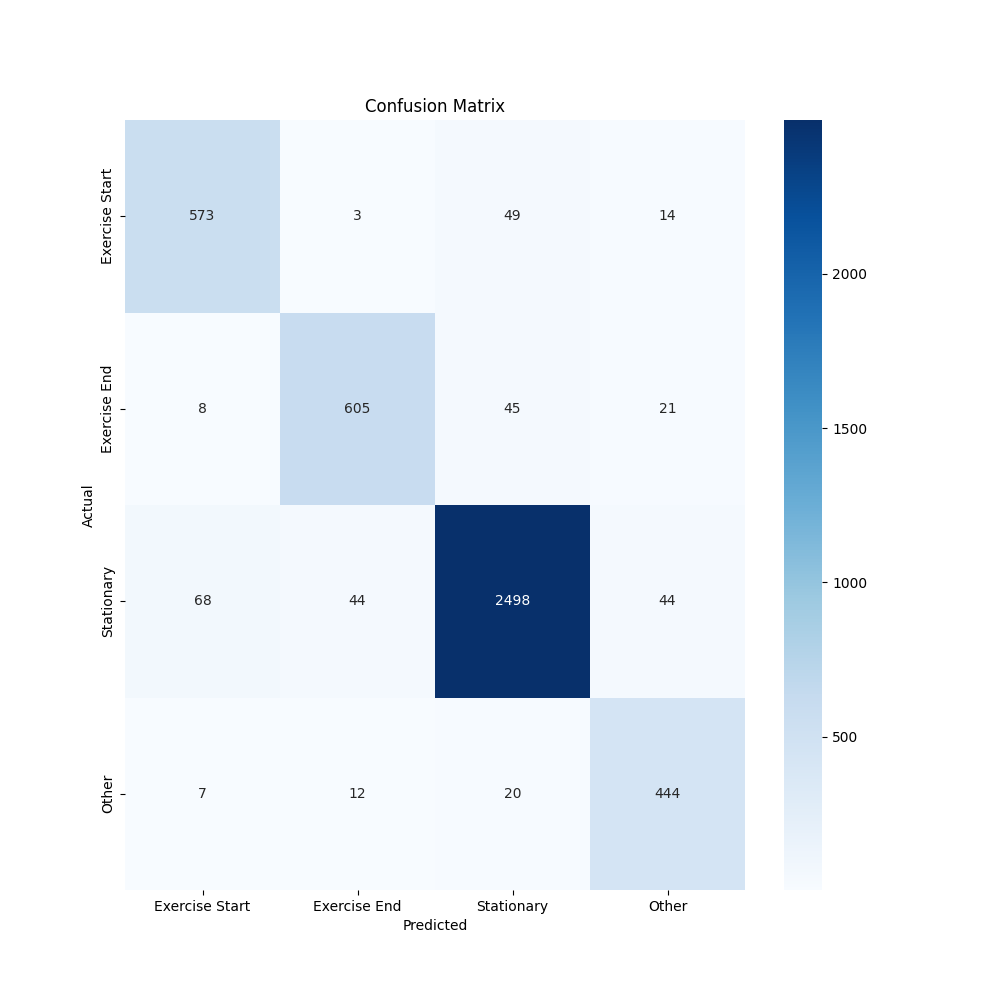 Confusion Matrix
Exercise Start
573 3 49 14
Exercise End
8 605 45 21
Stationary
68 44 2498 44
Other
7 12 20 444
Actual
Exercise Start Exercise End Stationary Other
Predicted
2000
1500
1000
500